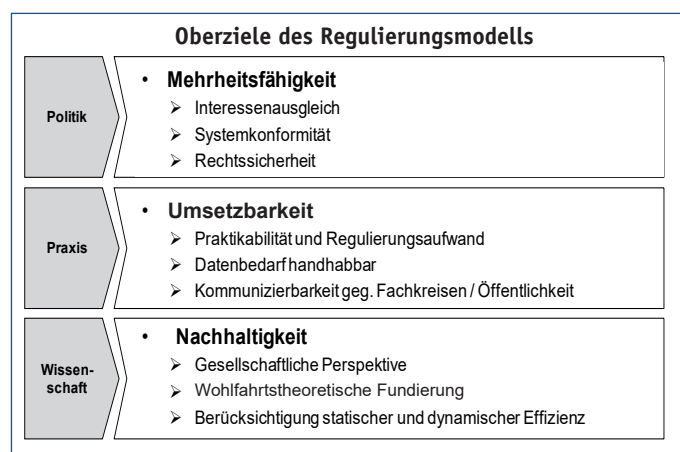 Oberziele des Regulierungsmodells
Politik
• Mehrheitsfähigkeit
➢ Interessenausgleich
➢ Systemkonformität
➢ Rechtssicherheit
Praxis
• Umsetzbarkeit
➢ Praktikabilität und Regulierungsaufwand
➢ Datenbedarf handhabbar
➢ Kommunizierbarkeit geg. Fachkreisen / Öffentlichkeit
Wissen-
schaft
• Nachhaltigkeit
➢ Gesellschaftliche Perspektive
➢ Wohlfahrtstheoretische Fundierung
➢ Berücksichtigung statischer und dynamischer Effizienz